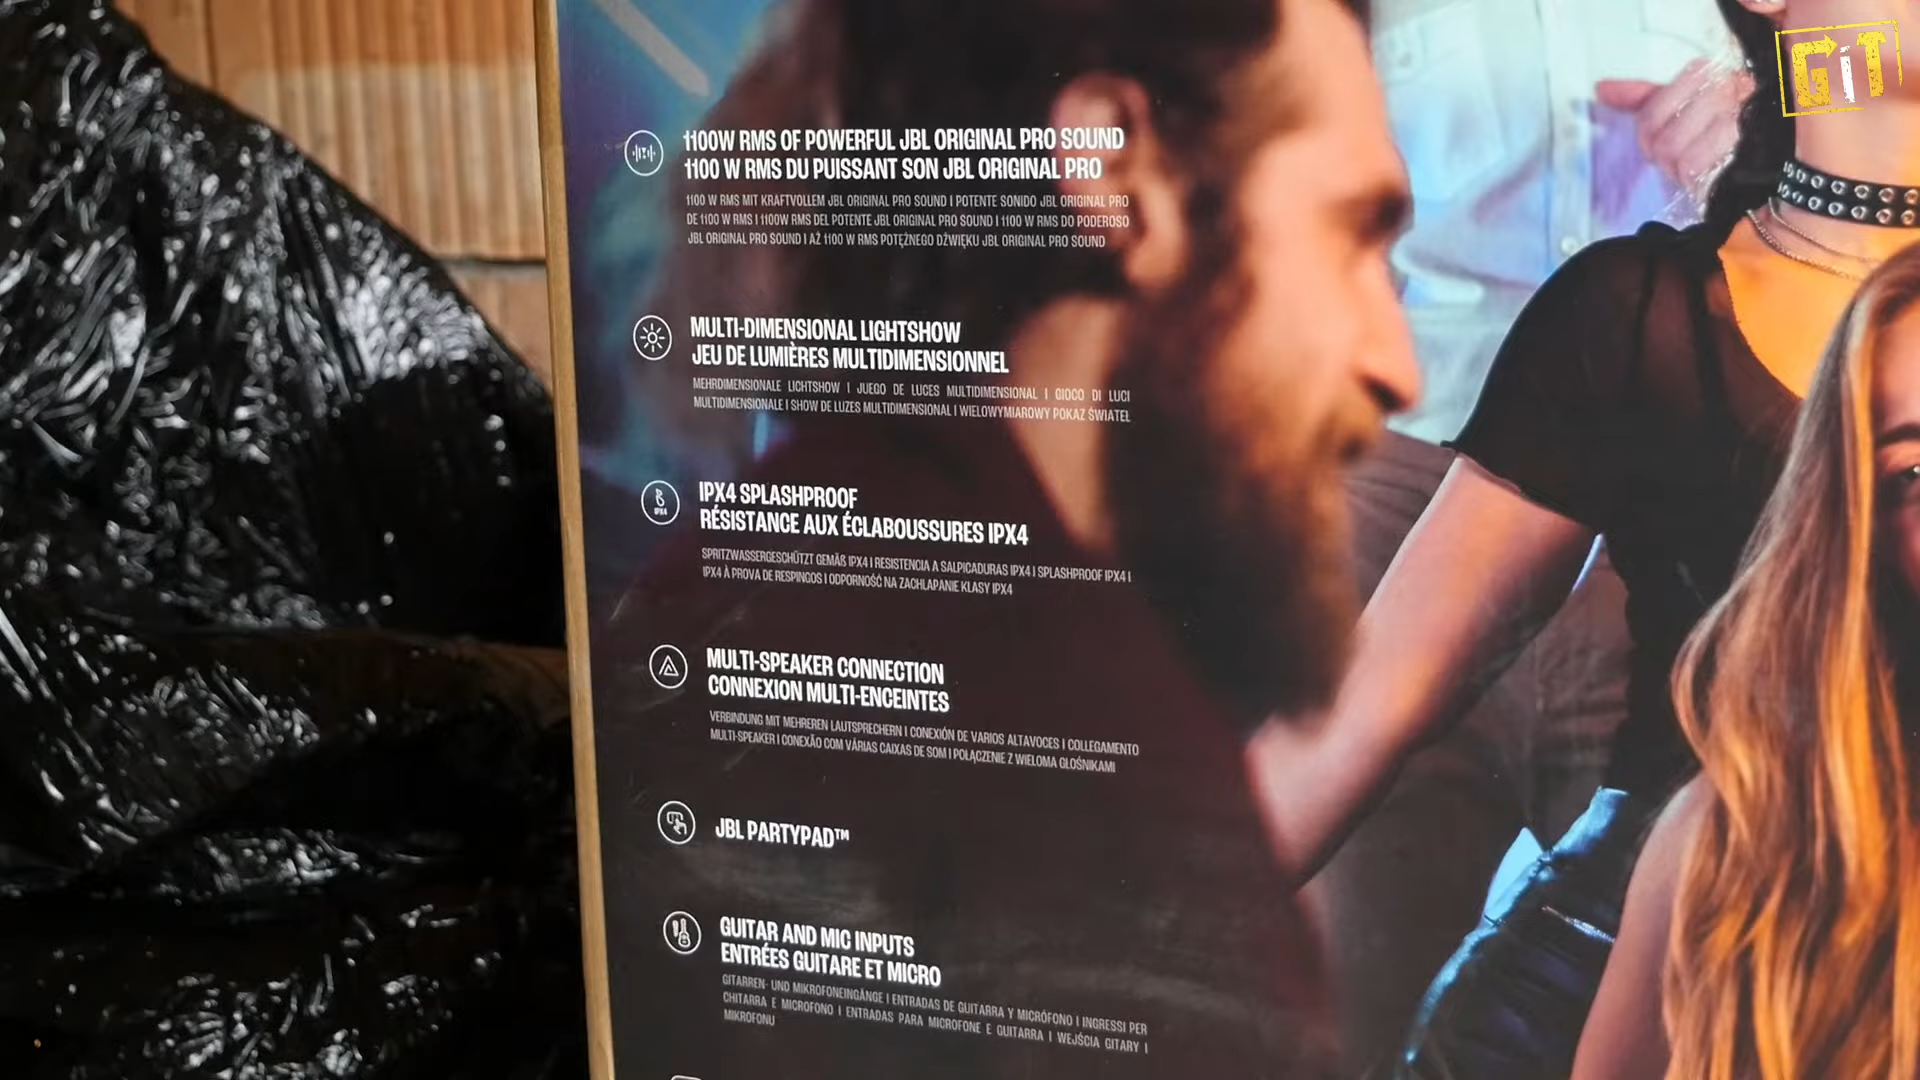 GiT
1100W RMS OF POWERFUL JBL ORIGINAL PRO SOUND
1100 W RMS DU PUISSANT SON JBL ORIGINAL PRO
1100 W RMS MIT KRAFTVOLLEM JBL ORIGINAL PRO SOUND I POTENTE SONIDO JBL ORIGINAL PRO
DE 1100 W RMS I 1100W RMS DEL POTENTE JBL ORIGINAL PRO SOUND I 1100 W RMS DO PODEROSO
JBL ORIGINAL PRO SOUND I AŻ 1100 W RMS POTĘŻNEGO DŹWIĘKU JBL ORIGINAL PRO SOUND
MULTI-DIMENSIONAL LIGHTSHOW
JEU DE LUMIÈRES MULTIDIMENSIONNEL
MEHRDIMENSIONALE LICHTSHOW I JUEGO DE LUCES MULTIDIMENSIONAL I GIOCO DI LUCI
MULTIDIMENSIONALE I SHOW DE LUZES MULTIDIMENSIONAL I WIELOWYMIAROWY POKAZ ŚWIATEŁ
IPX4
IPX4 SPLASHPROOF
RÉSISTANCE AUX ÉCLABOUSSURES IPX4
SPRITZWASSERGESCHÜTZT GEMÄß IPX4 I RESISTENCIA A SALPICADURAS IPX4 I SPLASHPROOF IPX4 I
IPX4 À PROVA DE RESPINGOS I ODPORNOŚĆ NA ZACHLAPANIE KLASY IPX4
MULTI-SPEAKER CONNECTION
CONNEXION MULTI-ENCEINTES
VERBINDUNG MIT MEHREREN LAUTSPRECHERN I CONEXIÓN DE VARIOS ALTAVOCES I COLLEGAMENTO
MULTI-SPEAKER I CONEXÃO COM VÁRIAS CAIXAS DE SOM I POŁĄCZENIE Z WIELOMA GŁOŚNIKAMI
JBL PARTYPAD™
GUITAR AND MIC INPUTS
ENTRÉES GUITARE ET MICRO
GITARREN- UND MIKROFONEINGÄNGE I ENTRADAS DE GUITARRA Y MICRÓFONO I INGRESSI PER
CHITARRA E MICROFONO I ENTRADAS PARA MICROFONE E GUITARRA I WEJŚCIA GITARY I
MIKROFONU